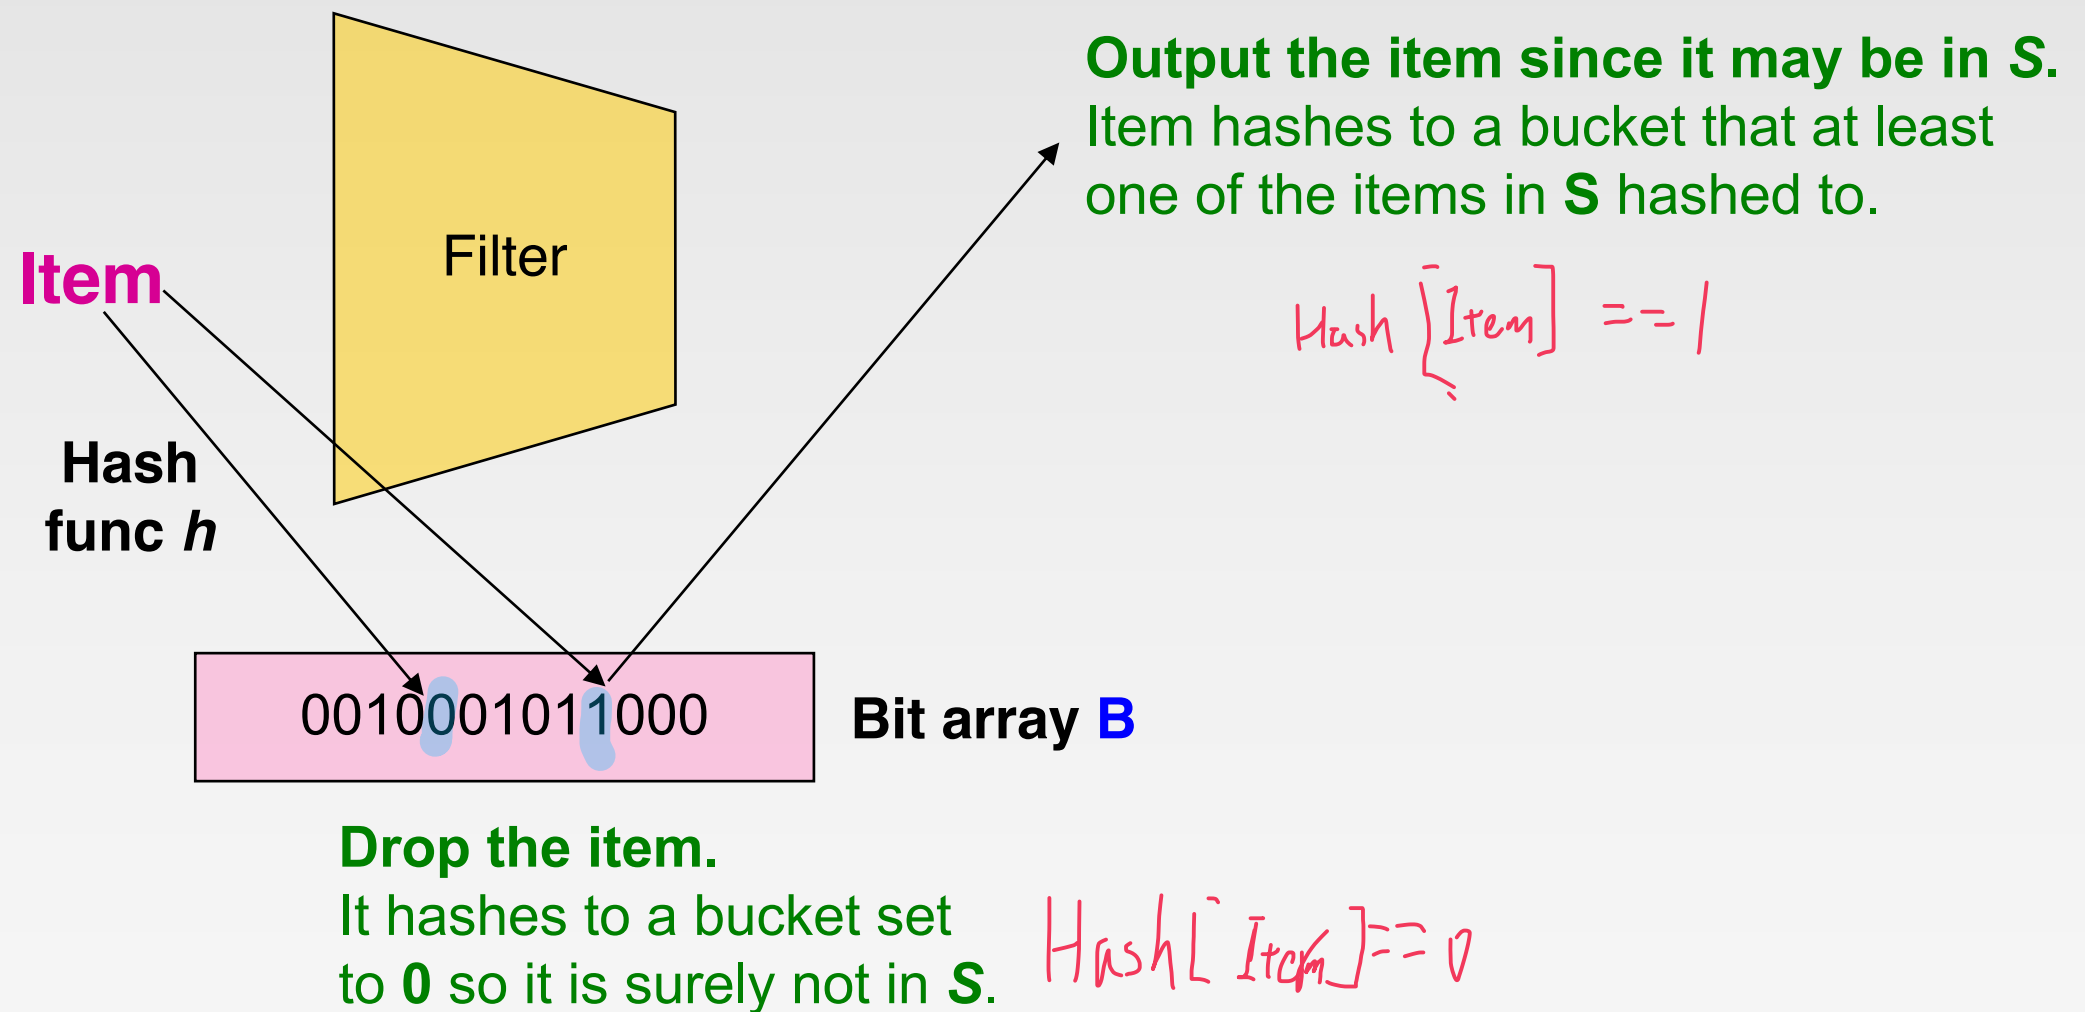 Output the item since it may be in S.
Item hashes to a bucket that at least
one of the items in S hashed to.
Filter
Item
Hash [Item] == 1
Hash
func h
0010001011000
Bit array B
Drop the item.
It hashes to a bucket set
to 0 so it is surely not in S.
Hash[Item]== 0